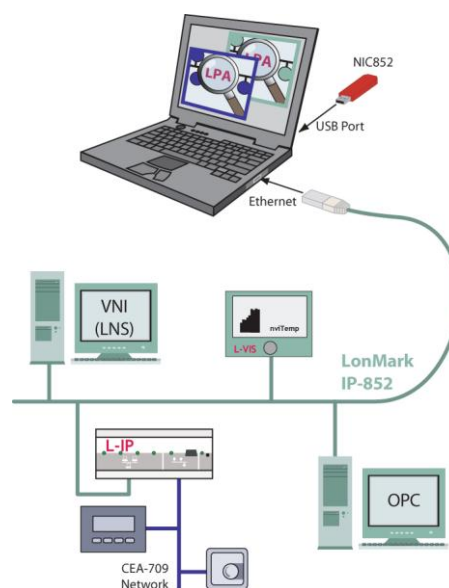 LPA
LPA
NIC852
USB Port
Ethernet
VNI
(LNS)
nviTemp
L-ViS
LonMark
IP-852
L-IP
OPC
CEA-709
Network